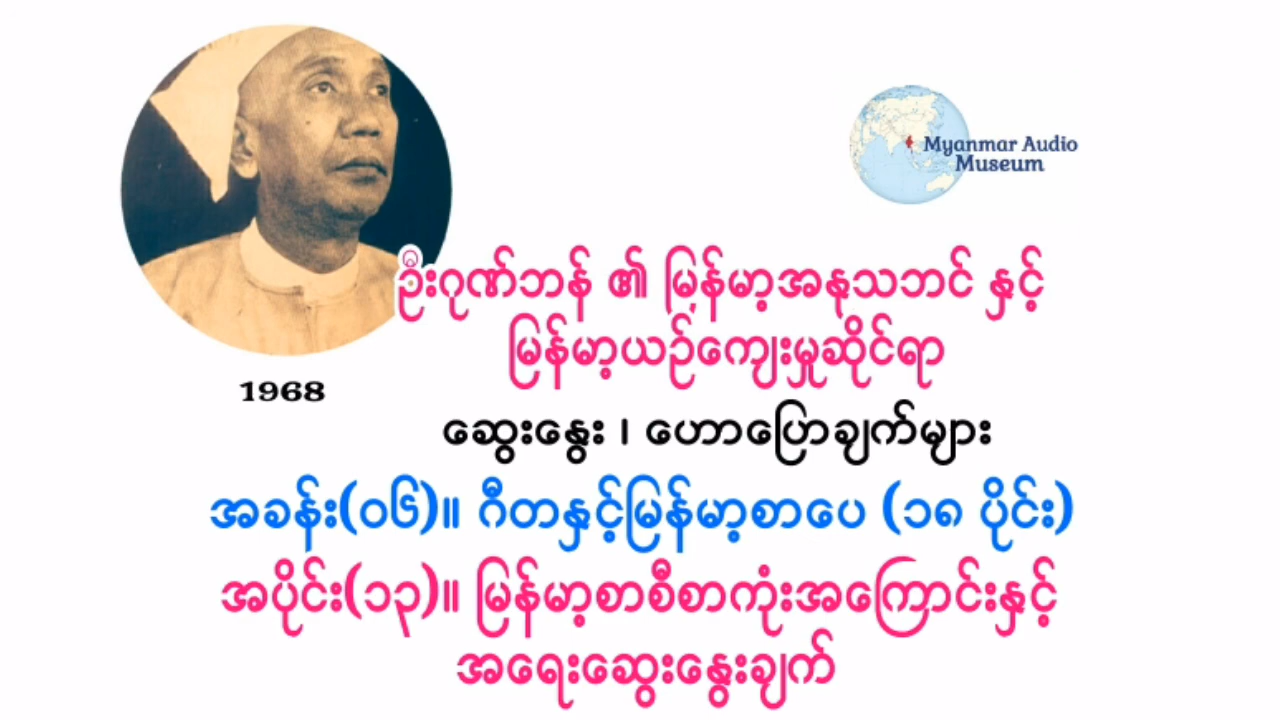 Myanmar Audio
Museum
ဦးဂုဏ်ဘန် ၏ မြန်မာ့အနုသဘင် နှင့်
မြန်မာ့ယဉ်ကျေးမှုဆိုင်ရာ
1968
ဆွေးနွေး ၊ ဟောပြောချက်များ
အခန်း(၀၆)။ ဂီတနှင့်မြန်မာ့စာပေ (၁၈ ပိုင်း)
အပိုင်း(၁၃)။ မြန်မာ့စာစီစာကုံးအကြောင်းနှင့်
အရေးဆွေးနွေးချက်